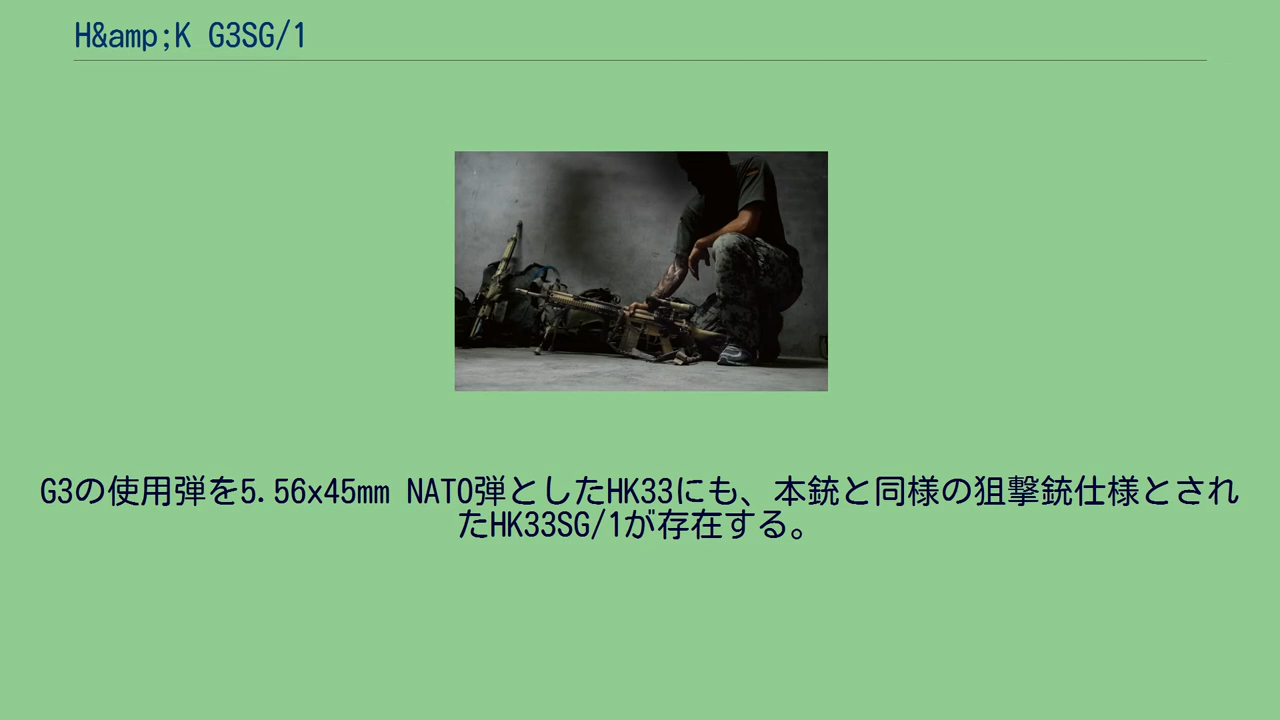 H&amp;K G3SG/1
G3の使用弾を5.56x45mm NATO弾としたHK33にも、本銃と同様の狙撃銃仕様とされ
たHK33SG/1が存在する。